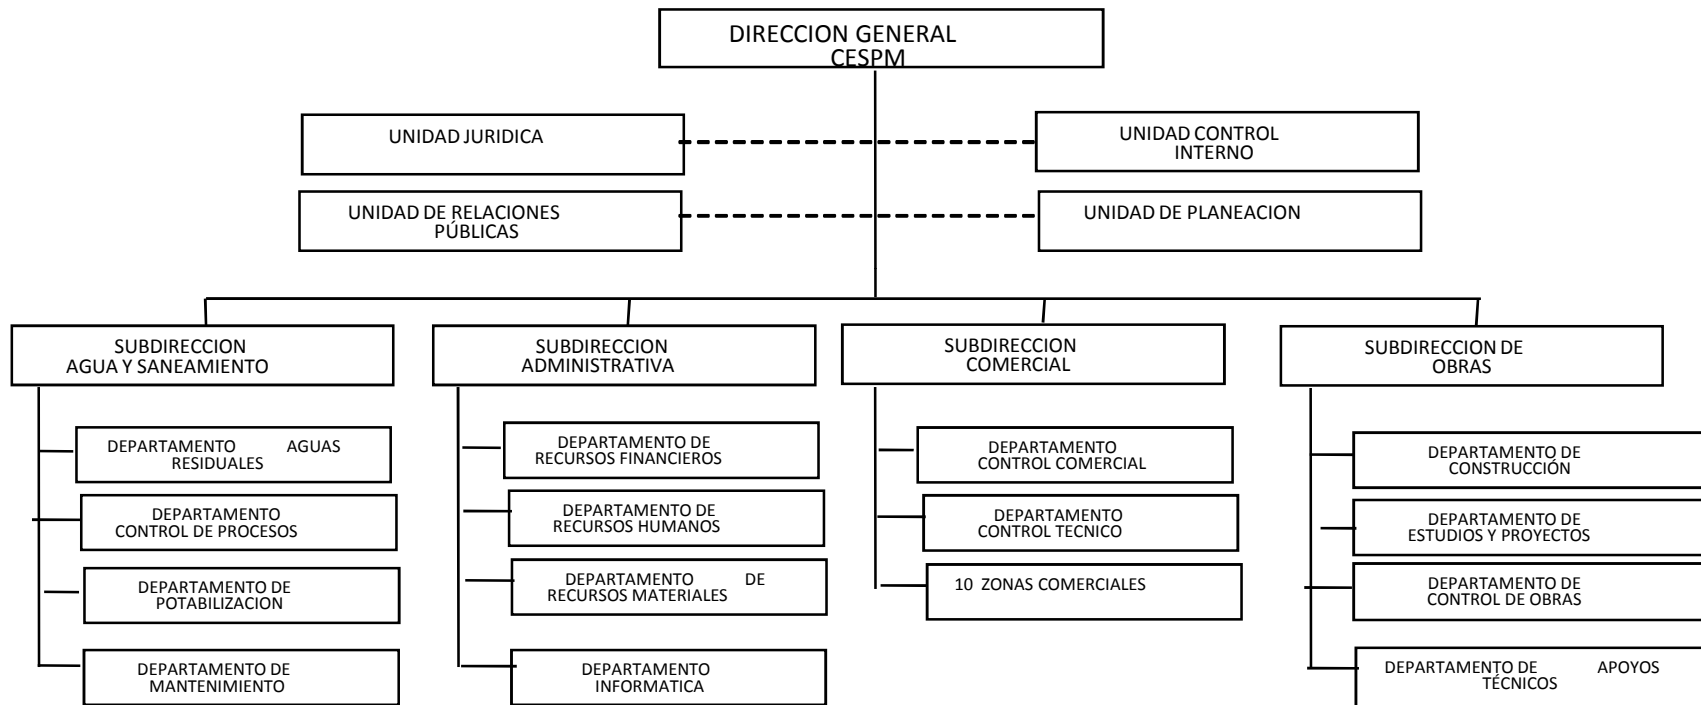 DIRECCION GENERAL
CESPM
UNIDAD JURIDICA
UNIDAD CONTROL
INTERNO
UNIDAD DE RELACIONES
PÚBLICAS
UNIDAD DE PLANEACION
SUBDIRECCION
AGUA Y SANEAMIENTO
SUBDIRECCION
ADMINISTRATIVA
SUBDIRECCION
COMERCIAL
SUBDIRECCION DE
OBRAS
DEPARTAMENTO AGUAS
RESIDUALES
DEPARTAMENTO
CONTROL DE PROCESOS
DEPARTAMENTO DE
POTABILIZACION
DEPARTAMENTO DE
MANTENIMIENTO
DEPARTAMENTO DE
RECURSOS FINANCIEROS
DEPARTAMENTO DE
RECURSOS HUMANOS
DEPARTAMENTO DE
RECURSOS MATERIALES
DEPARTAMENTO
INFORMATICA
DEPARTAMENTO
CONTROL COMERCIAL
DEPARTAMENTO
CONTROL TECNICO
10 ZONAS COMERCIALES
DEPARTAMENTO DE
CONSTRUCCIÓN
DEPARTAMENTO DE
ESTUDIOS Y PROYECTOS
DEPARTAMENTO DE
CONTROL DE OBRAS
DEPARTAMENTO DE APOYOS
TÉCNICOS